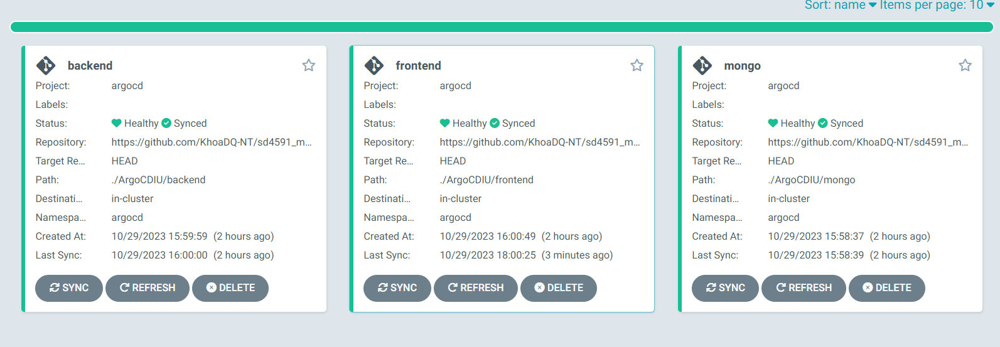 Sort: name Items per page: 10
backend
Project: argocd
Labels:
Status: Healthy Synced
Repository: https://github.com/KhoaDQ-NT/sd4591_m...
Target Re... HEAD
Path: ./ArgoCDIU/backend
Destinati... in-cluster
Namespa... argocd
Created At: 10/29/2023 15:59:59 (2 hours ago)
Last Sync: 10/29/2023 16:00:00 (2 hours ago)
SYNC REFRESH DELETE
frontend
Project: argocd
Labels:
Status: Healthy Synced
Repository: https://github.com/KhoaDQ-NT/sd4591_m...
Target Re... HEAD
Path: ./ArgoCDIU/frontend
Destinati... in-cluster
Namespa... argocd
Created At: 10/29/2023 16:00:49 (2 hours ago)
Last Sync: 10/29/2023 18:00:25 (3 minutes ago)
SYNC REFRESH DELETE
mongo
Project: argocd
Labels:
Status: Healthy Synced
Repository: https://github.com/KhoaDQ-NT/sd4591_m...
Target Re... HEAD
Path: ./ArgoCDIU/mongo
Destinati... in-cluster
Namespa... argocd
Created At: 10/29/2023 15:58:37 (2 hours ago)
Last Sync: 10/29/2023 15:58:39 (2 hours ago)
SYNC REFRESH DELETE